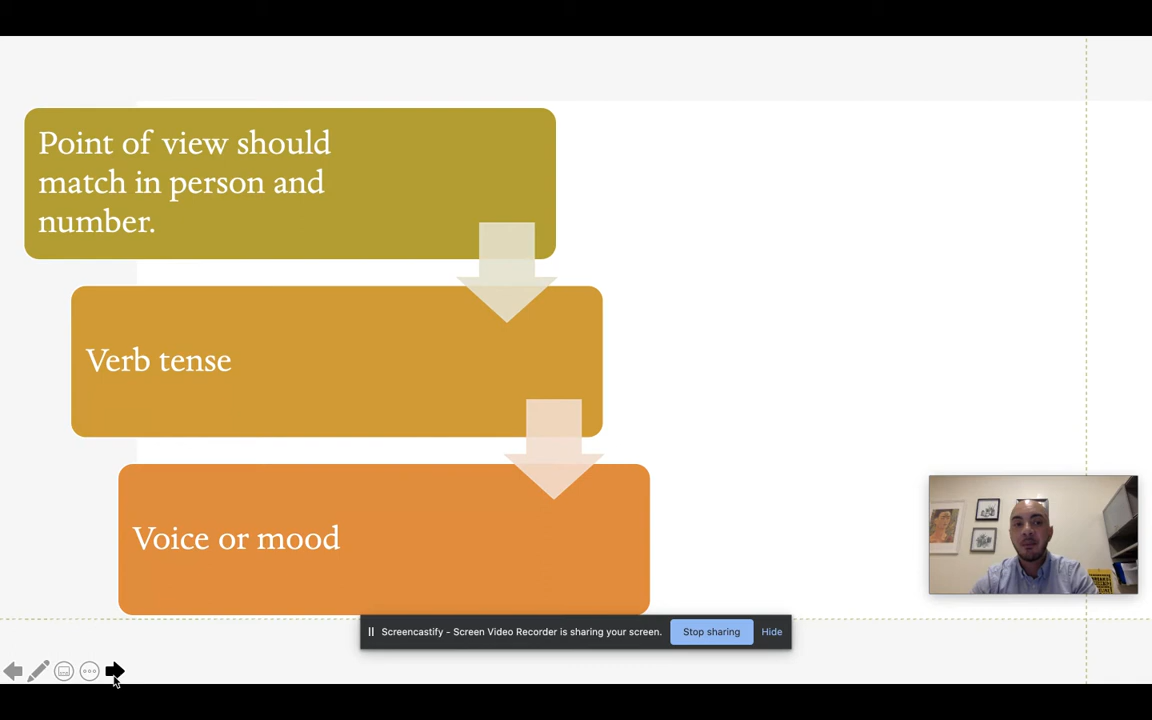 Point of view should
match in person and
number.
Verb tense
Voice or mood
Screencastify - Screen Video Recorder is sharing your screen.
Stop sharing
Hide